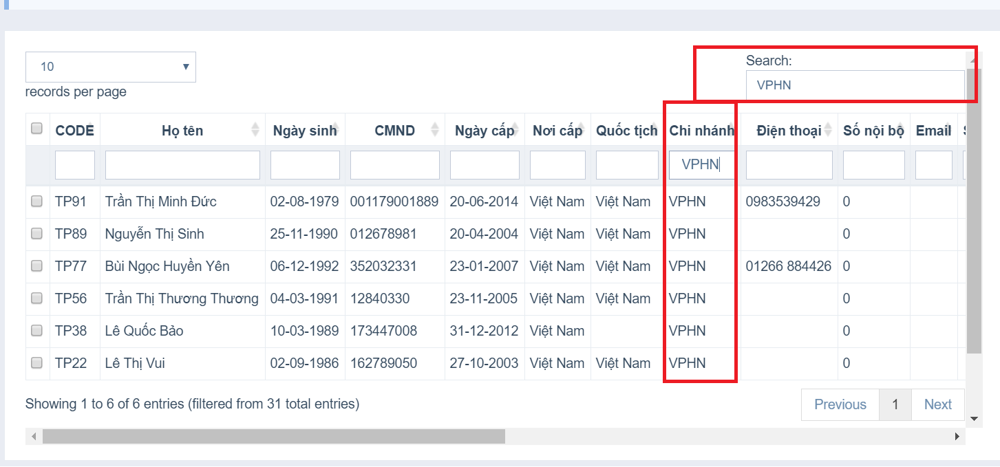 10
records per page
Search:
VPHN
CODE Họ tên Ngày sinh CMND Ngày cấp Nơi cấp Quốc tịch Chi nhánh Điện thoại Số nội bộ Email
VPHN
TP91 Trần Thị Minh Đức 02-08-1979 001179001889 20-06-2014 Việt Nam Việt Nam VPHN 0983539429 0
TP89 Nguyễn Thị Sinh 25-11-1990 012678981 20-04-2004 Việt Nam Việt Nam VPHN 0
TP77 Bùi Ngọc Huyền Yên 06-12-1992 352032331 23-01-2007 Việt Nam Việt Nam VPHN 01266 884426 0
TP56 Trần Thị Thương Thương 04-03-1991 12840330 23-11-2005 Việt Nam Việt Nam VPHN 0
TP38 Lê Quốc Bảo 10-03-1989 173447008 31-12-2012 Việt Nam VPHN 0
TP22 Lê Thị Vui 02-09-1986 162789050 27-10-2003 Việt Nam Việt Nam VPHN 0
Showing 1 to 6 of 6 entries (filtered from 31 total entries)
Previous 1 Next